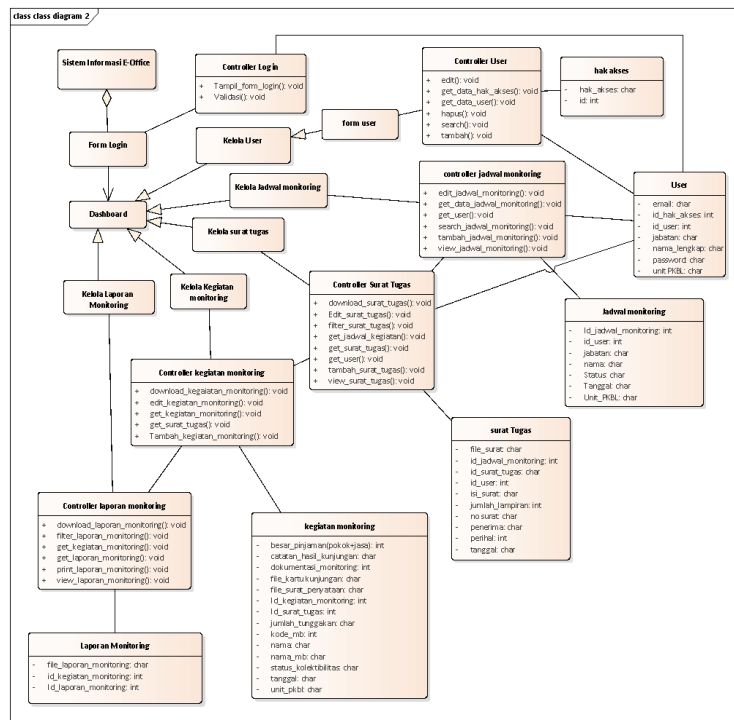 class class diagram 2
Sistem Informasi E-Office
Controller Login
+ Tampil_form_login(): void
+ Validasi(): void
Controller User
+ edit(): void
+ get_data_hak_akses(): void
+ get_data_user(): void
+ hapus(): void
+ search(): void
+ tambah(): void
hak akses
- hak_akses: char
- id: int
Form Login
Kelola User
form user
Dashboard
Kelola Jadwal monitoring
Kelola surat tugas
controller jadwal monitoring
+ edit_jadwal_monitoring(): void
+ get_data_jadwal_monitoring(): void
+ get_user(): void
+ search_jadwal_monitoring(): void
+ tambah_jadwal_monitoring(): void
+ view_jadwal_monitoring(): void
User
- email: char
- id_hak_akses: int
- id_user: int
- jabatan: char
- nama_lengkap: char
- password: char
- unit PKBL: char
Kelola Laporan
Monitoring
Kelola Kegiatan
monitoring
Controller Surat Tugas
+ download_surat_tugas(): void
+ Edit_surat_tugas(): void
+ filter_surat_tugas(): void
+ get_jadwal_kegiatan(): void
+ get_surat_tugas(): void
+ get_user(): void
+ tambah_surat_tugas(): void
+ view_surat_tugas(): void
Jadwal monitoring
- Id_jadwal_monitoring: int
- id_user: int
- jabatan: char
- nama: char
- Status: char
- Tanggal: char
- Unit_PKBL: char
Controller kegiatan monitoring
+ download_kegaiatan_monitoring(): void
+ edit_kegiatan_monitoring(): void
+ get_kegiatan_monitoring(): void
+ get_surat_tugas(): void
+ Tambah_kegiatan_monitoring(): void
surat Tugas
- file_surat: char
- id_jadwal_monitoring: int
- id_surat_tugas: char
- id_user: int
- isi_surat: char
- jumlah_lampiran: int
- no surat: char
- penerima: char
- perihal: int
- tanggal: char
Controller laporan monitoring
+ download_laporan_monitoring(): void
+ filter_laporan_monitoring(): void
+ get_kegiatan_monitoring(): void
+ get_laporan_monitoring(): void
+ print_laporan_monitoring(): void
+ view_laporan_monitoring(): void
kegiatan monitoring
- besar_pinjaman(pokok+jasa): int
- catatan_hasil_kunjungan: char
- dokumentasi_monitoring: int
- file_kartu kunjungan: char
- file_surat_penyataan: char
- Id_kegiatan_monitoring: int
- Id_surat_tugas: int
- jumlah_tunggakan: char
- kode_mb: int
- nama: char
- nama_mb: char
- status_kolektibilitas: char
- tanggal: char
- unit_pkbl: char
Laporan Monitoring
- file_laporan_monitoring: char
- id_kegiatan_monitoring: int
- Id_laporan_monitoring: int